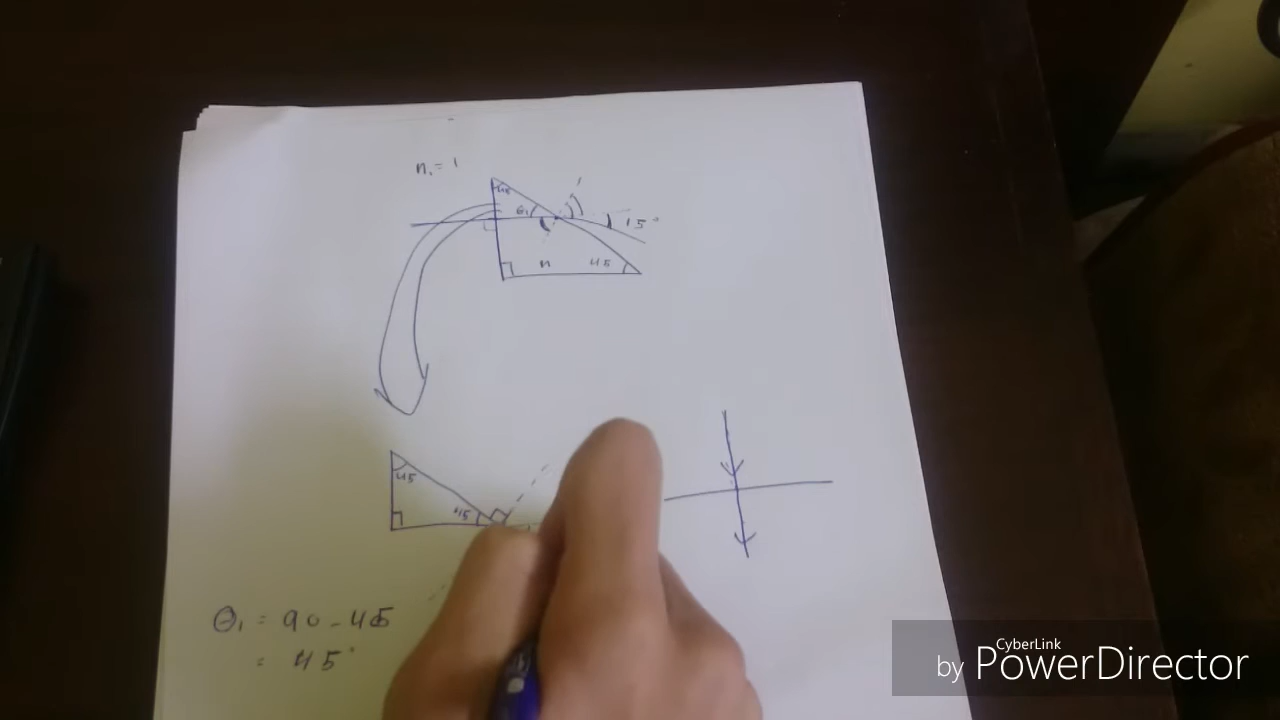 n₁ = 1
45
θ₁
15°
n
45
45
45
θ₁ = 90 - 45
= 45°
CyberLink
by PowerDirector